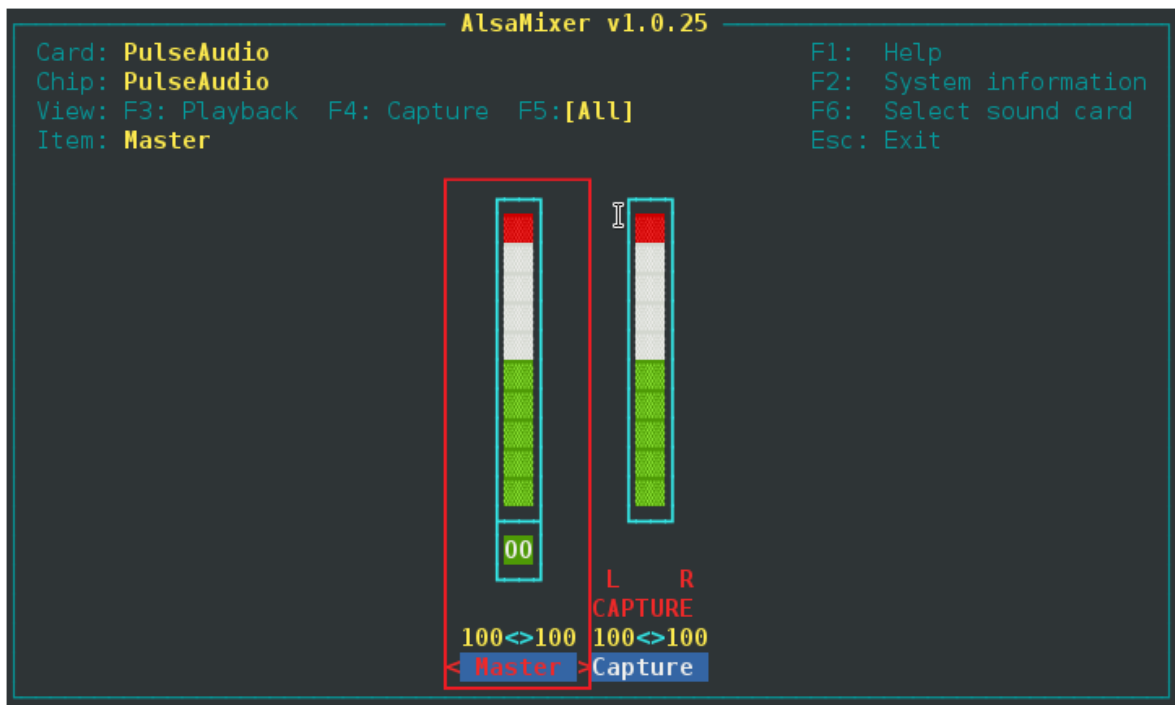 AlsaMixer v1.0.25
Card: PulseAudio F1: Help
Chip: PulseAudio F2: System information
View: F3: Playback F4: Capture F5:[All] F6: Select sound card
Item: Master Esc: Exit
OO
L R
CAPTURE
100<>100 100<>100
< Master >Capture